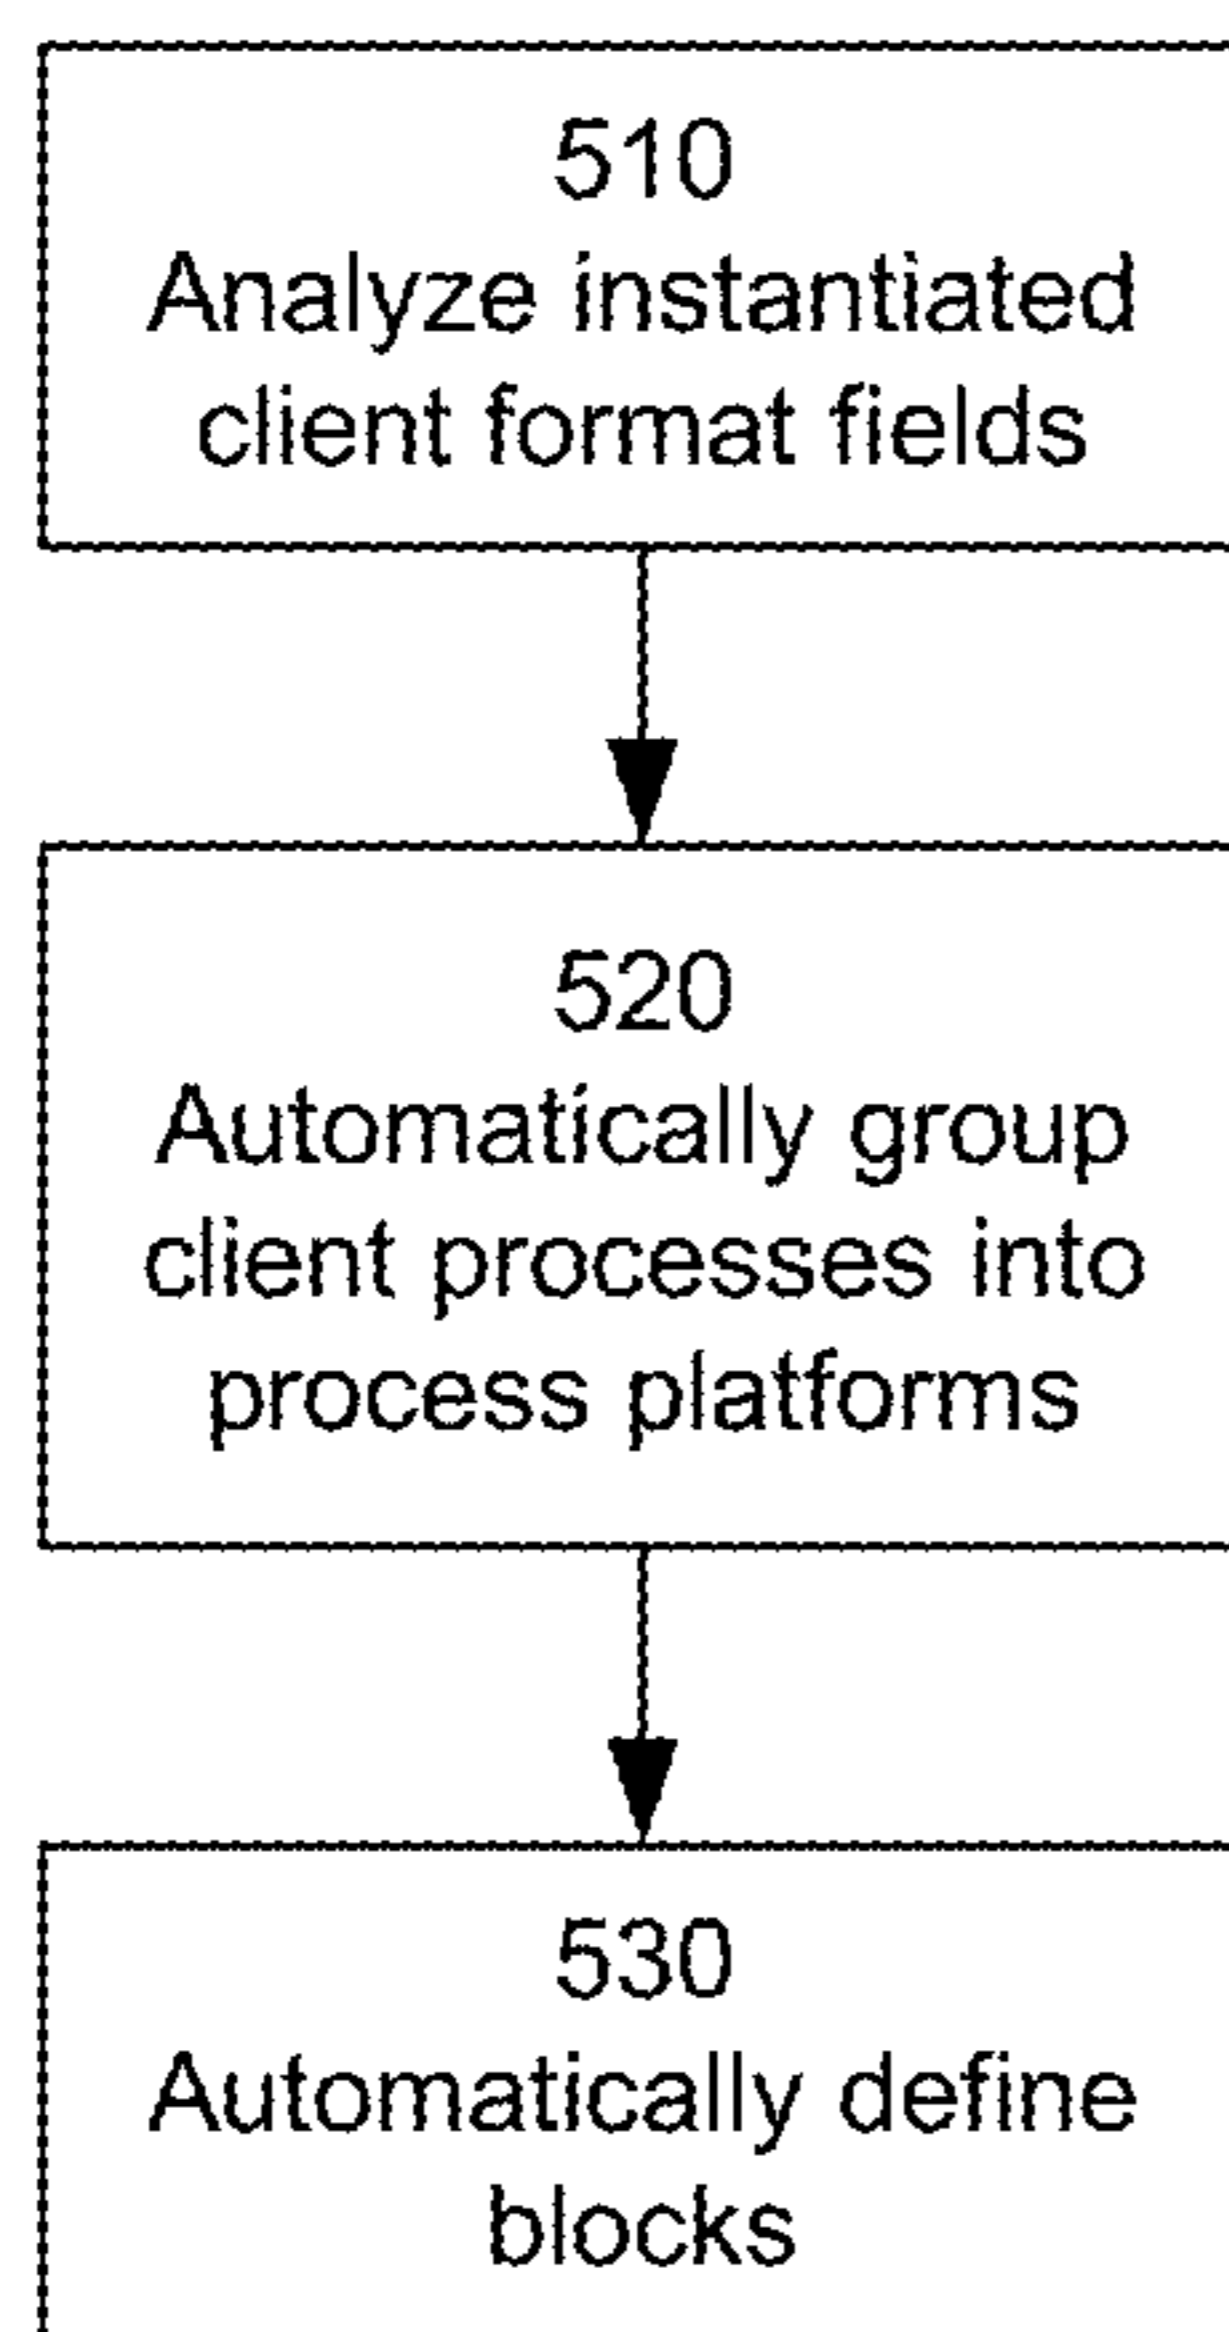 510
Analyze instantiated
client format fields
520
Automatically group
client processes into
process platforms
530
Automatically define
blocks